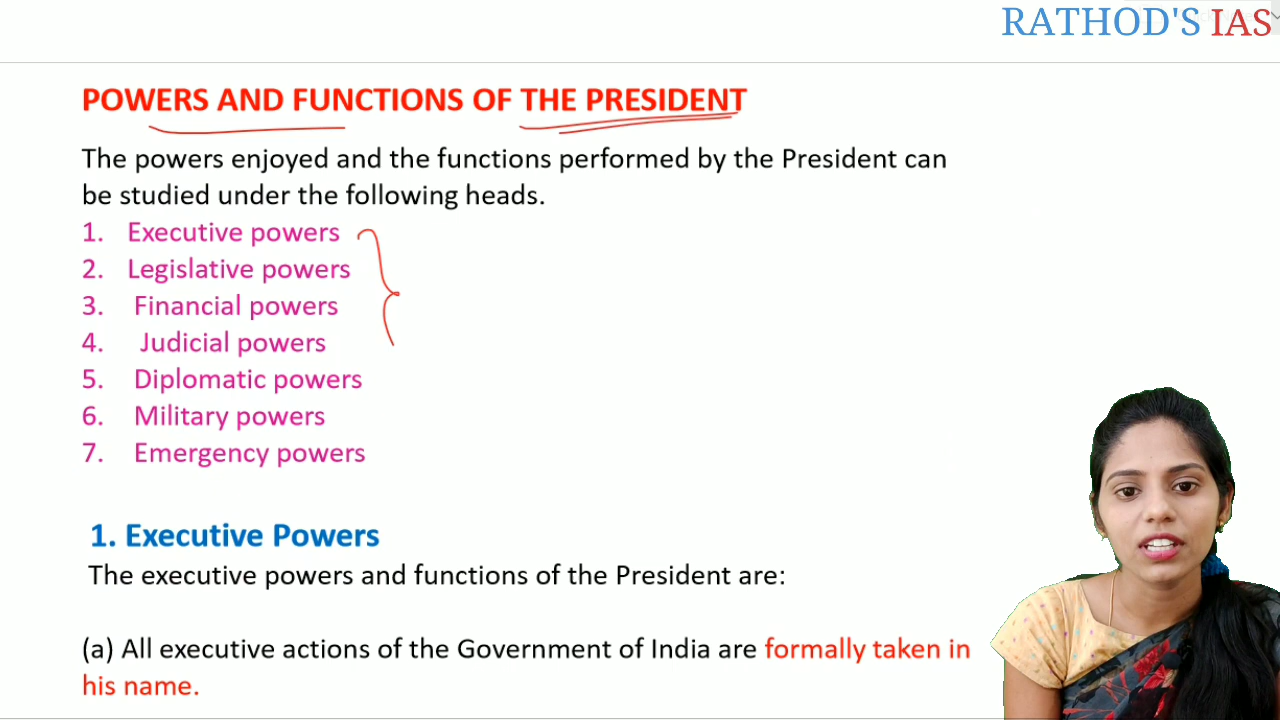 RATHOD'S IAS
POWERS AND FUNCTIONS OF THE PRESIDENT
The powers enjoyed and the functions performed by the President can
be studied under the following heads.
1. Executive powers
2. Legislative powers
3. Financial powers
4. Judicial powers
5. Diplomatic powers
6. Military powers
7. Emergency powers
1. Executive Powers
The executive powers and functions of the President are:
(a) All executive actions of the Government of India are formally taken in
his name.